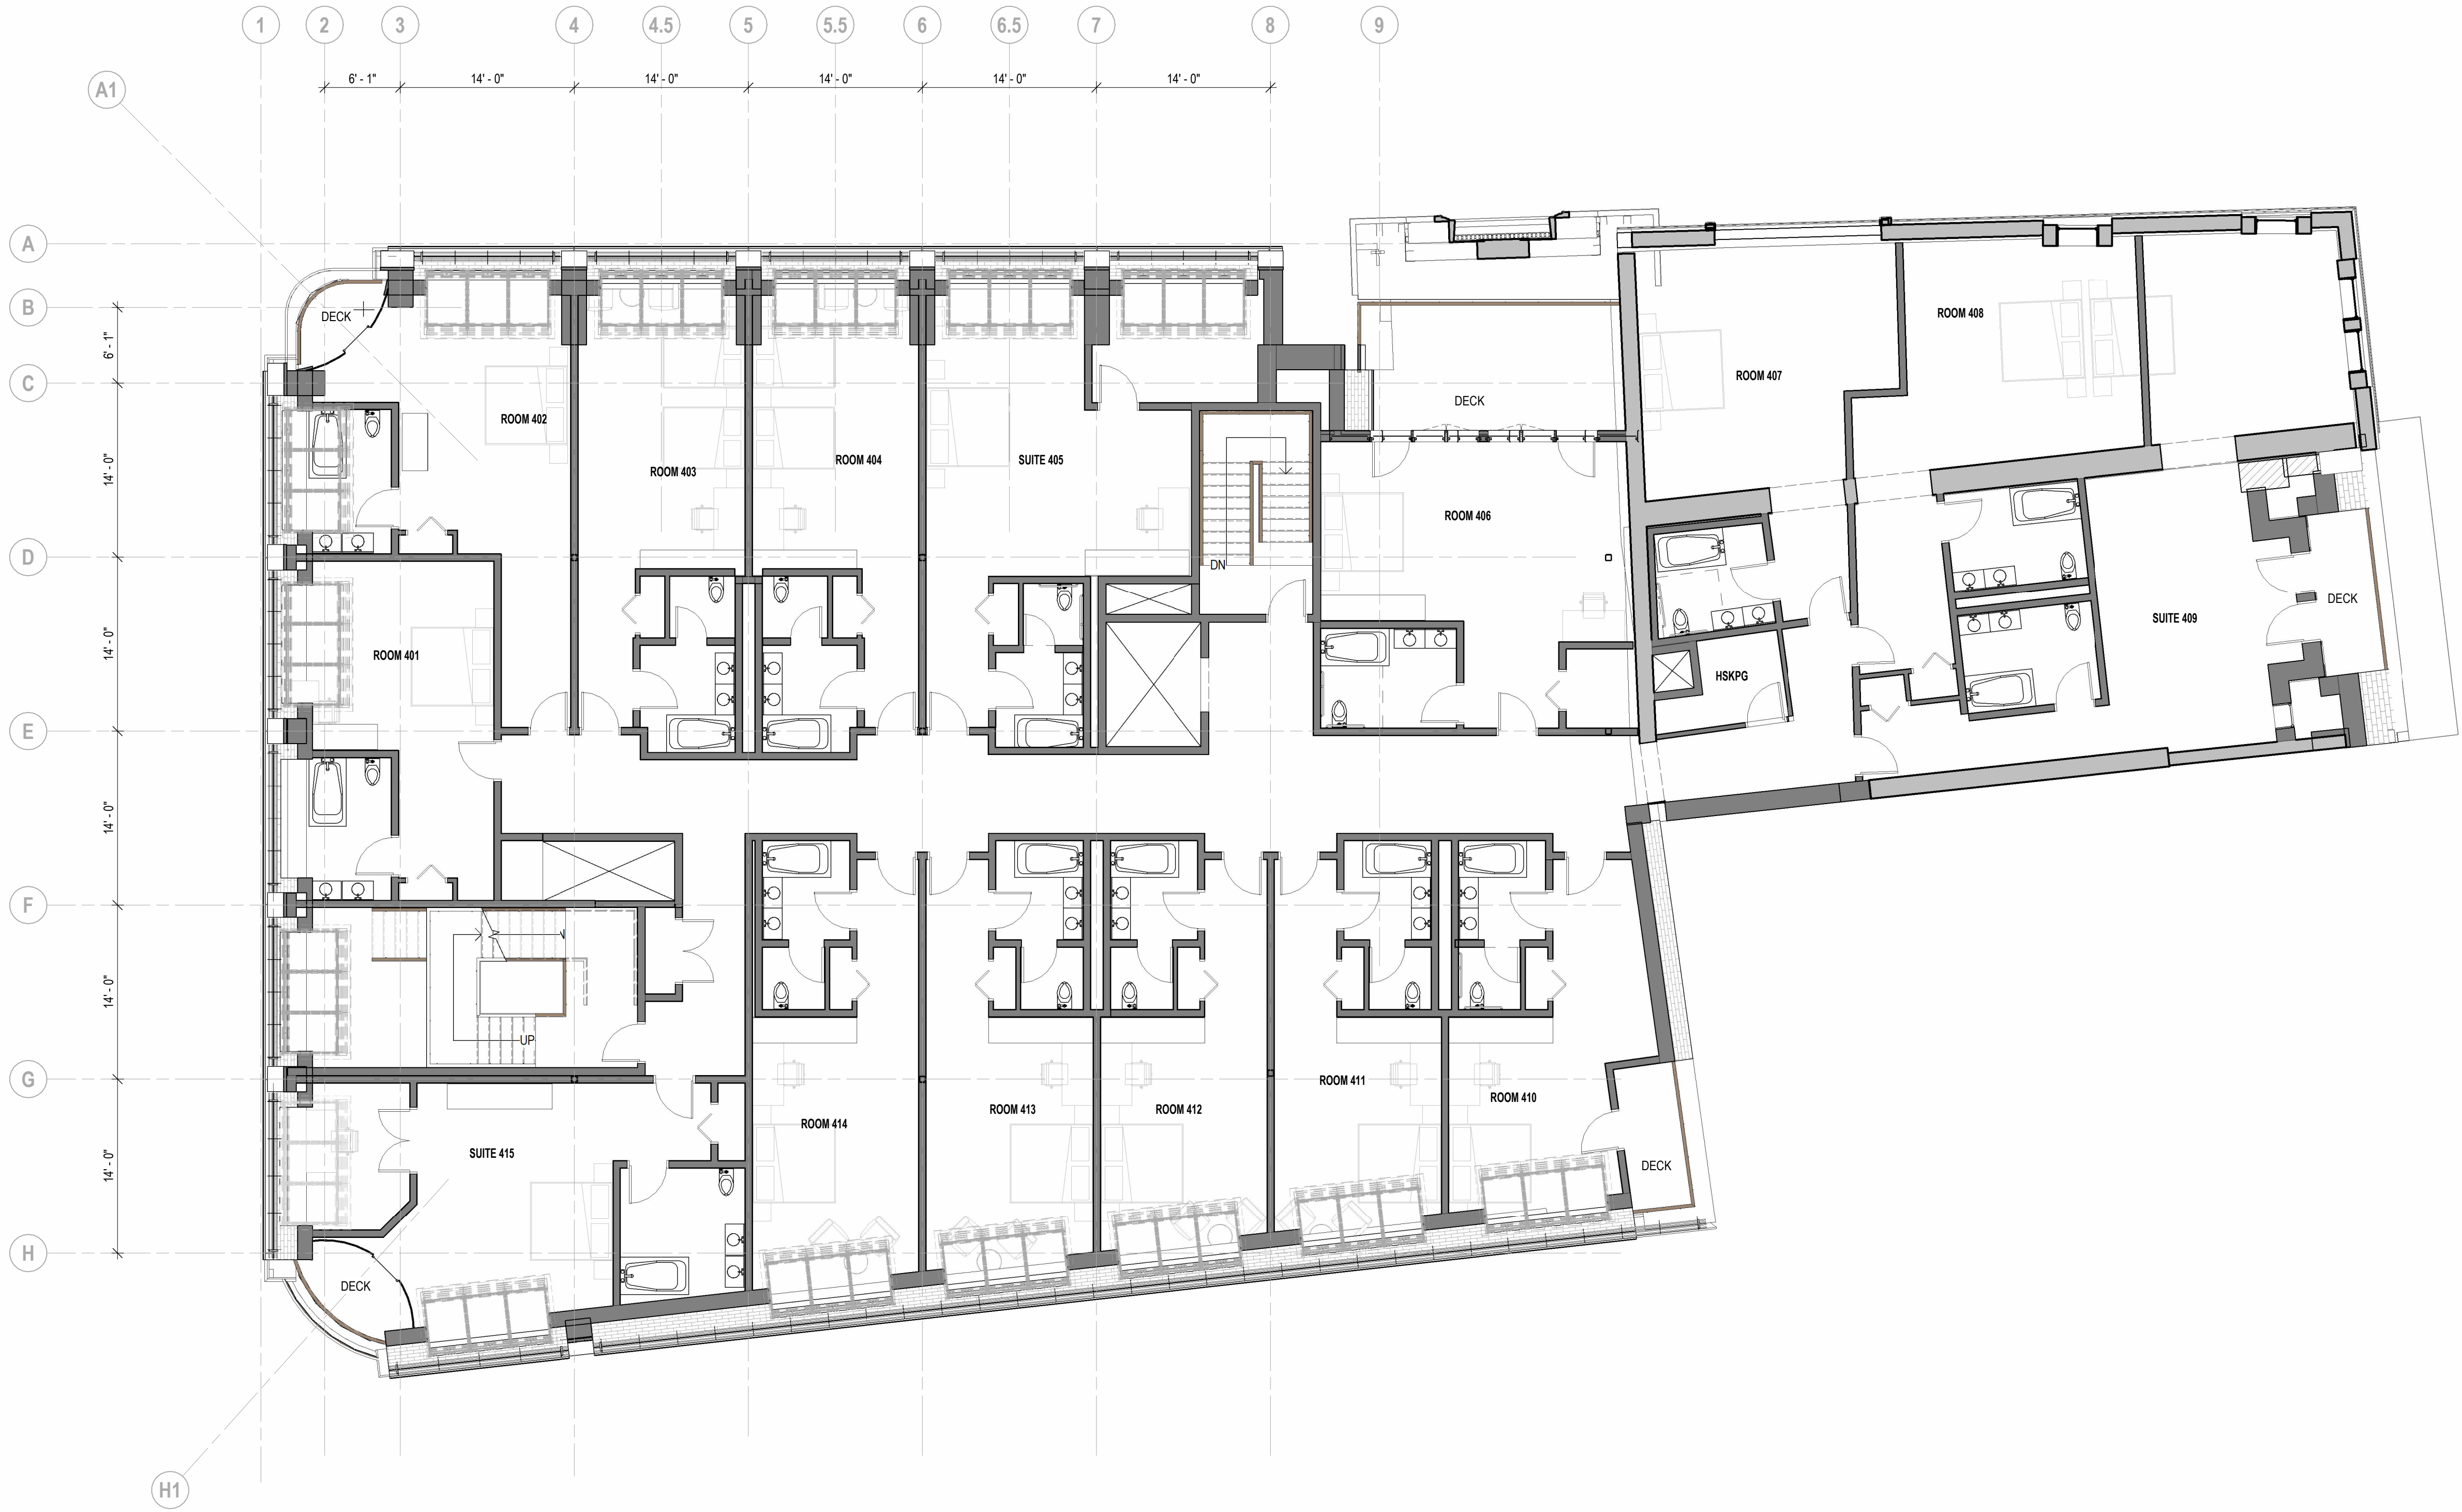 1 2 3 4 4.5 5 5.5 6 6.5 7 8 9
6' - 1" 14' - 0" 14' - 0" 14' - 0" 14' - 0" 14' - 0"
A1
A
B
DECK
6' - 1"
C
ROOM 408
ROOM 407
DECK
ROOM 402
14' - 0"
ROOM 403
ROOM 404
SUITE 405
ROOM 406
D
DN
DECK
SUITE 409
14' - 0"
ROOM 401
HSKPG
E
14' - 0"
F
14' - 0"
UP
G
ROOM 411
ROOM 410
ROOM 413
ROOM 412
ROOM 414
14' - 0"
SUITE 415
DECK
H
DECK
H1